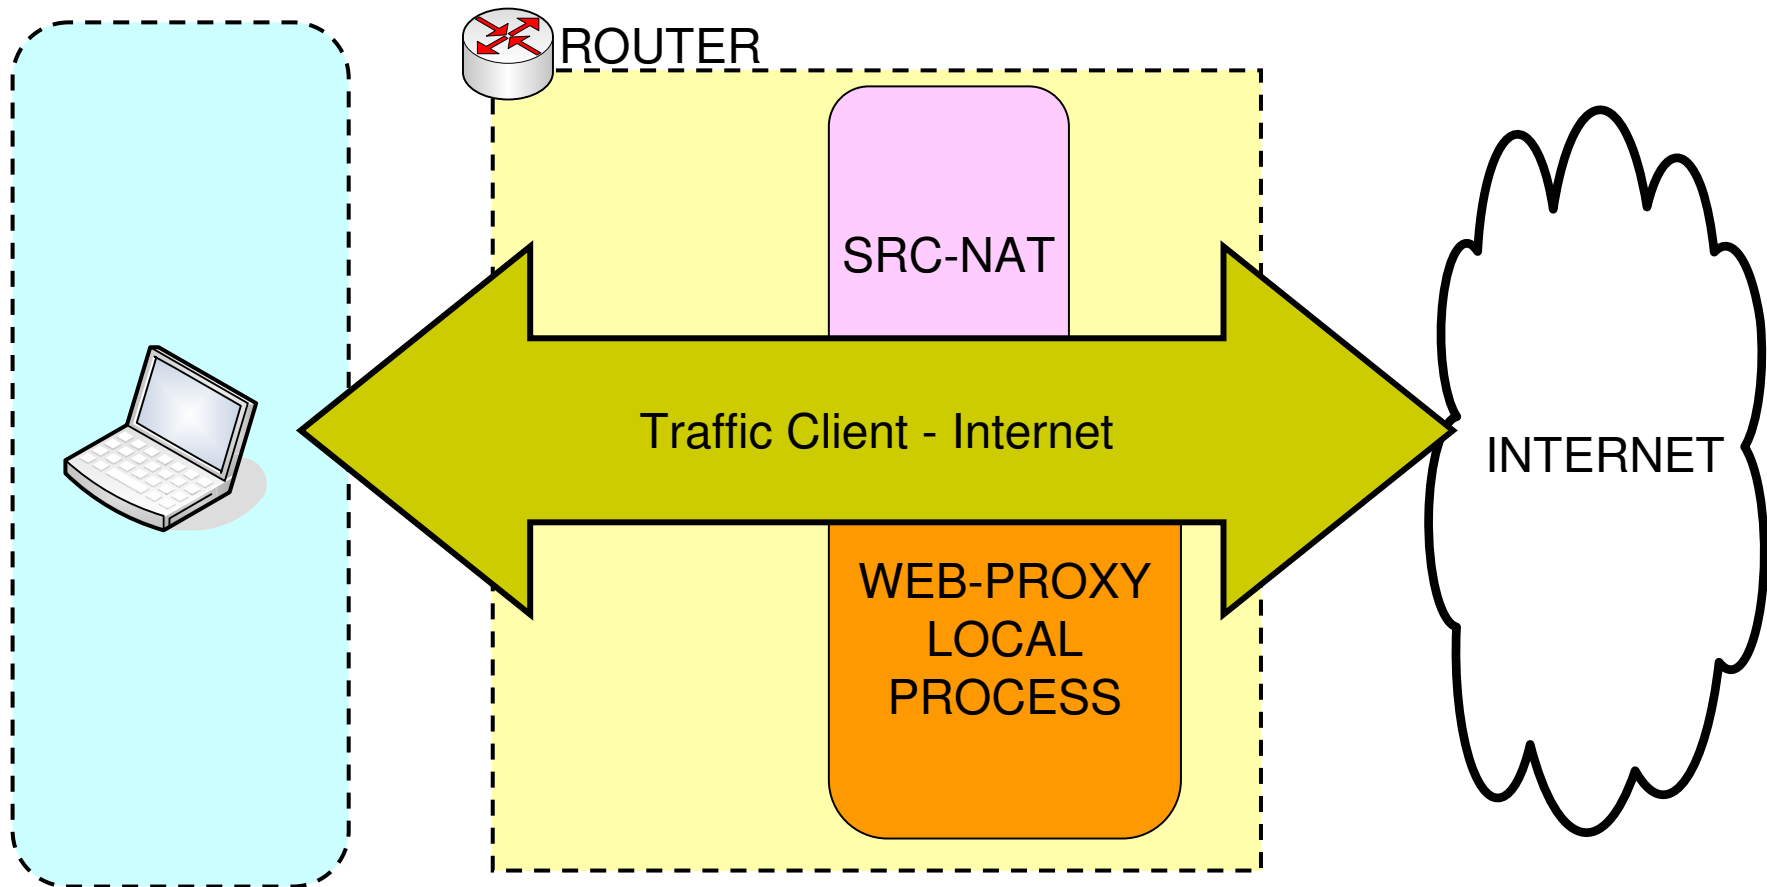 ROUTER
SRC-NAT
Traffic Client - Internet
INTERNET
WEB-PROXY
LOCAL
PROCESS